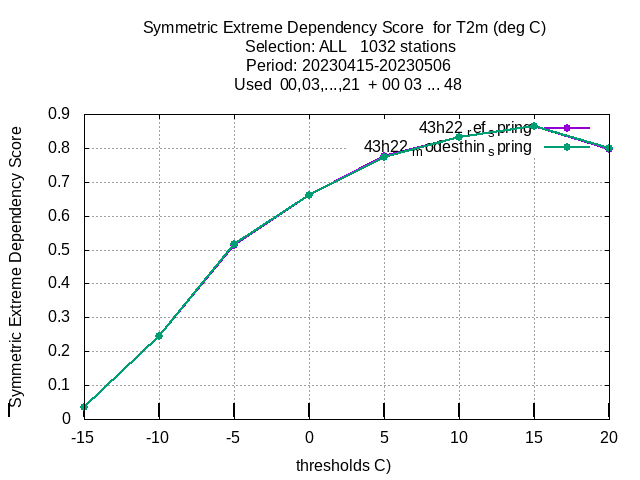 Symmetric Extreme Dependency Score  for T2m (deg C)
Selection: ALL   1032 stations
Period: 20230415-20230506
Used  00,03,...,21  + 00 03 ... 48
Symmetric Extreme Dependency Score
0.9
0.8
0.7
0.6
0.5
0.4
0.3
0.2
0.1
0
43h22ref_spring
43h22modesthin_spring
-15
-10
-5
0
5
10
15
20
thresholds C)